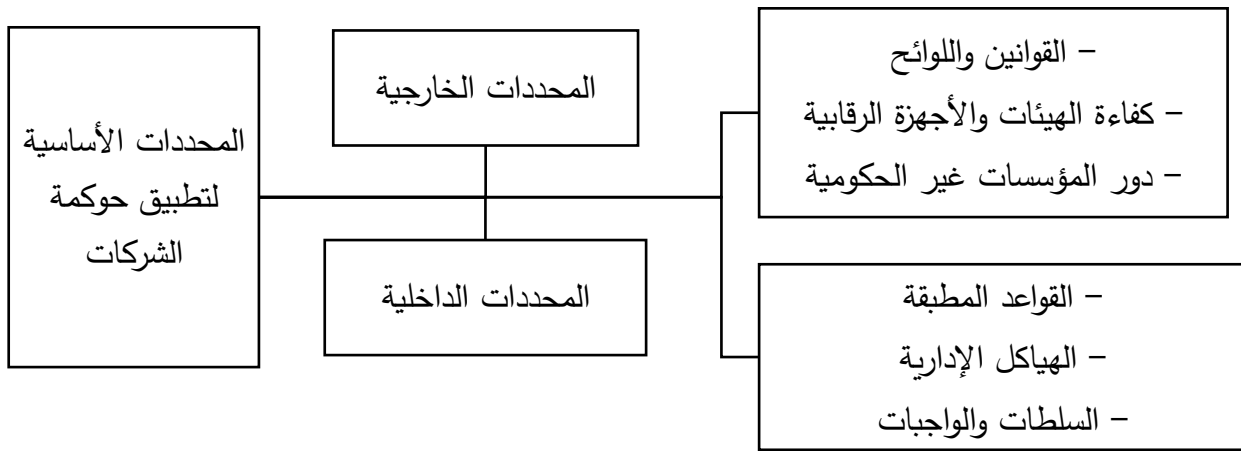 المحددات الأساسية
لتطبيق حوكمة
الشركات
المحددات الخارجية
المحددات الداخلية
– القوانين واللوائح
– كفاءة الهيئات والأجهزة الرقابية
– دور المؤسسات غير الحكومية
– القواعد المطبقة
– الهياكل الإدارية
– السلطات والواجبات